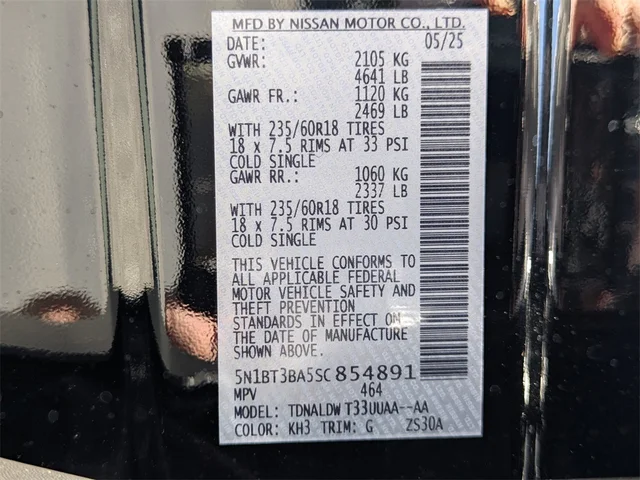 MFD BY NISSAN MOTOR CO., LTD.
DATE: 05/25
GVWR: 2105 KG
4641 LB
GAWR FR.: 1120 KG
2469 LB
WITH 235/60R18 TIRES
18 x 7.5 RIMS AT 33 PSI
COLD SINGLE
GAWR RR.: 1060 KG
2337 LB
WITH 235/60R18 TIRES
18 x 7.5 RIMS AT 30 PSI
COLD SINGLE
THIS VEHICLE CONFORMS TO
ALL APPLICABLE FEDERAL
MOTOR VEHICLE SAFETY AND
THEFT PREVENTION
STANDARDS IN EFFECT ON
THE DATE OF MANUFACTURE
SHOWN ABOVE.
5N1BT3BA5SC854891
MPV 464
MODEL: TDNALDWT33UUAA--AA
COLOR: KH3 TRIM: G ZS30A